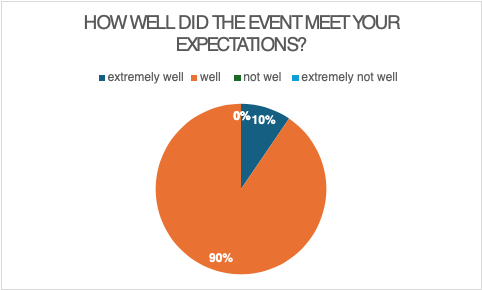 HOW WELL DID THE EVENT MEET YOUR
EXPECTATIONS?
extremely well well not wel extremely not well
0% 10%
90%